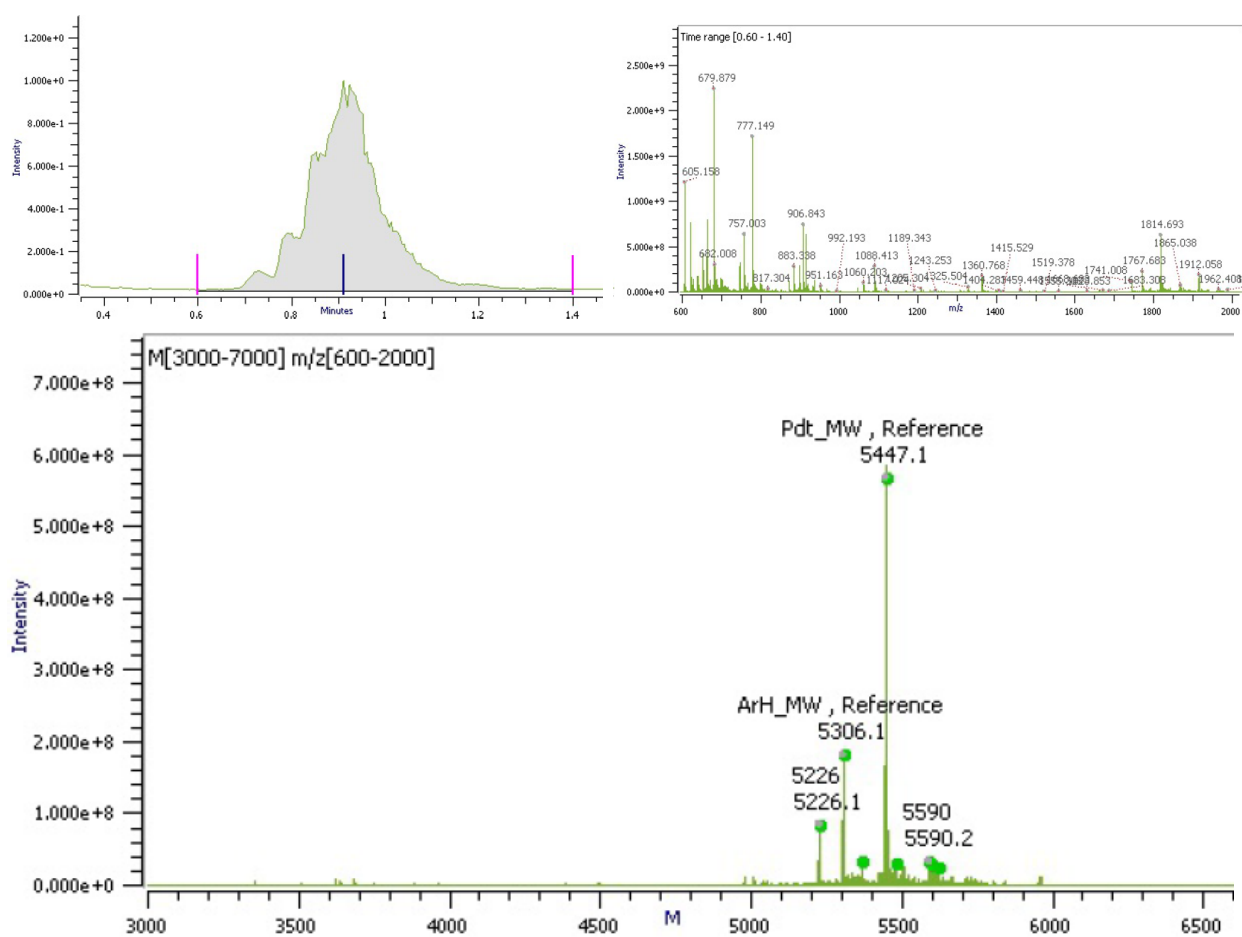 1.200e+0
1.000e+0
8.000e-1
6.000e-1
4.000e-1
2.000e-1
0.000e+0
Intensity
0.4
0.6
0.8
1
1.2
1.4
Minutes
Time range [0.60 - 1.40]
2.500e+9
2.000e+9
1.500e+9
1.000e+9
5.000e+8
0.000e+0
Intensity
679.879
777.149
605.158
906.843
757.003
682.008
883.338
817.304
951.163
992.193
1060.203
1088.413
1189.343
1243.253
1325.504
1360.768
1415.529
1519.378
1741.008
1683.308
1767.683
1814.693
1865.038
1912.058
1962.408
600
800
1000
1200
1400
1600
1800
2000
m/z
M[3000-7000] m/z[600-2000]
7.000e+8
6.000e+8
5.000e+8
4.000e+8
3.000e+8
2.000e+8
1.000e+8
0.000e+0
Intensity
Pdt_MW , Reference
5447.1
ArH_MW , Reference
5306.1
5226
5226.1
5590
5590.2
3000
3500
4000
4500
5000
5500
6000
6500
M